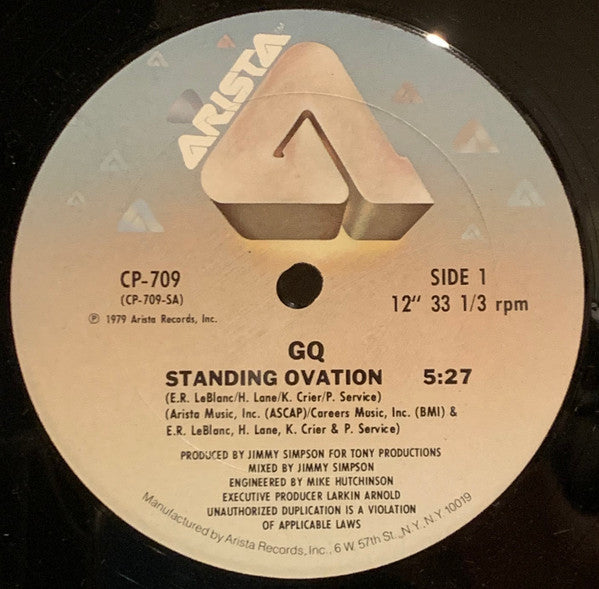 ARISTA™
CP-709
(CP-709-SA)
℗ 1979 Arista Records, Inc.
SIDE 1
12" 33 1/3 rpm
GQ
STANDING OVATION 5:27
(E.R. LeBlanc/H. Lane/K. Crier/P. Service)
(Arista Music, Inc. (ASCAP)/Careers Music, Inc. (BMI) &
E.R. LeBlanc, H. Lane, K. Crier & P. Service)
PRODUCED BY JIMMY SIMPSON FOR TONY PRODUCTIONS
MIXED BY JIMMY SIMPSON
ENGINEERED BY MIKE HUTCHINSON
EXECUTIVE PRODUCER LARKIN ARNOLD
UNAUTHORIZED DUPLICATION IS A VIOLATION
OF APPLICABLE LAWS
Manufactured by Arista Records, Inc., 6 W. 57th St., N.Y., N.Y. 10019